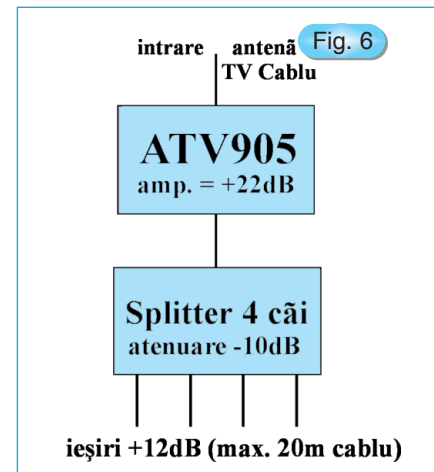 Fig. 6
intrare antenã
TV Cablu
ATV905
amp. = +22dB
Splitter 4 cãi
atenuare -10dB
ieşiri +12dB (max. 20m cablu)